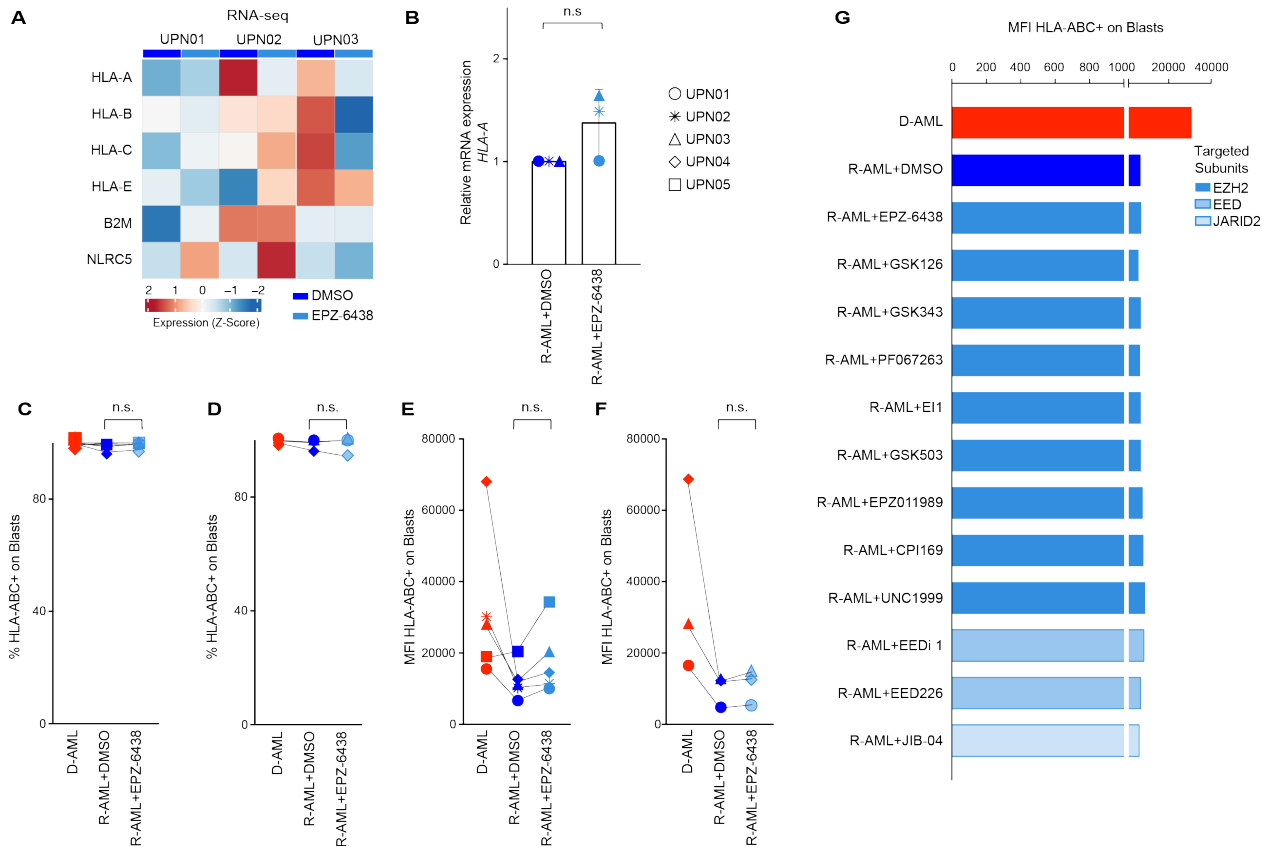 A
RNA-seq
UPN01 UPN02 UPN03
HLA-A
HLA-B
HLA-C
HLA-E
B2M
NLRC5
2 1 0 −1 −2
Expression (Z-Score)
DMSO
EPZ-6438
B
n.s
Relative mRNA expression
HLA-A
2
1
0
R-AML+DMSO
R-AML+EPZ-6438
UPN01
UPN02
UPN03
UPN04
UPN05
C
n.s.
% HLA-ABC+ on Blasts
80
40
0
D-AML
R-AML+DMSO
R-AML+EPZ-6438
D
n.s.
% HLA-ABC+ on Blasts
80
40
0
D-AML
R-AML+DMSO
R-AML+EPZ-6438
E
n.s.
MFI HLA-ABC+ on Blasts
80000
60000
40000
20000
0
D-AML
R-AML+DMSO
R-AML+EPZ-6438
F
n.s.
MFI HLA-ABC+ on Blasts
80000
60000
40000
20000
0
D-AML
R-AML+DMSO
R-AML+EPZ-6438
G
MFI HLA-ABC+ on Blasts
0 200 400 600 800 1000 20000 40000
D-AML
R-AML+DMSO
R-AML+EPZ-6438
R-AML+GSK126
R-AML+GSK343
R-AML+PF067263
R-AML+EI1
R-AML+GSK503
R-AML+EPZ011989
R-AML+CPI169
R-AML+UNC1999
R-AML+EEDi 1
R-AML+EED226
R-AML+JIB-04
Targeted
Subunits
EZH2
EED
JARID2